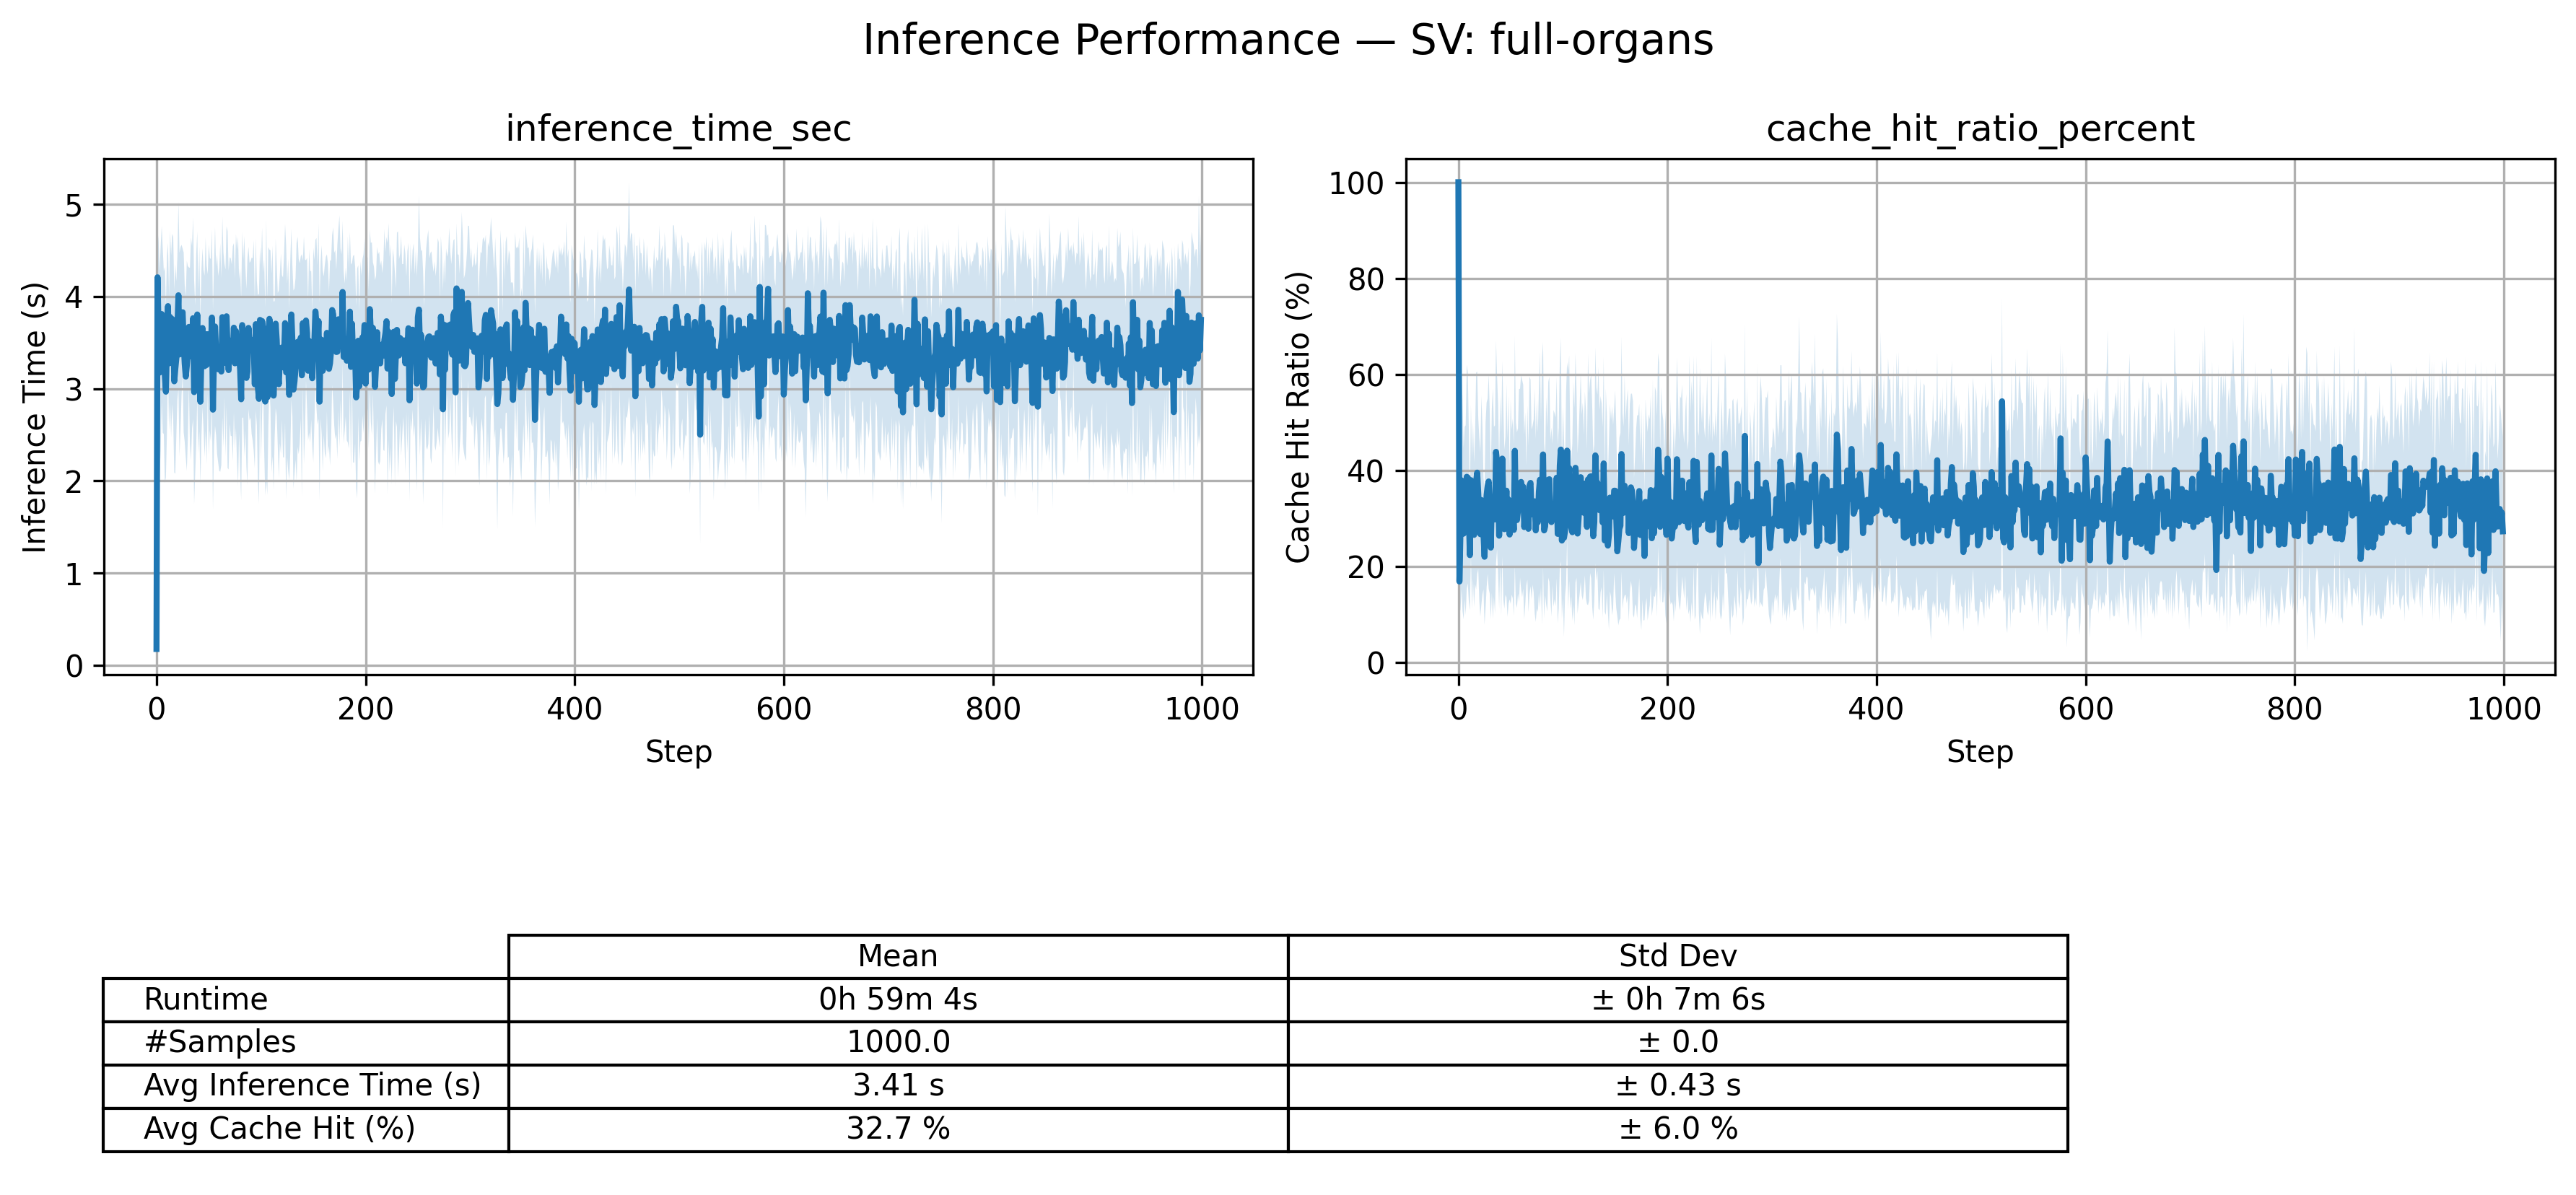 Inference Performance — SV: full-organs
inference_time_sec
Inference Time (s)
5
4
3
2
1
0
0 200 400 600 800 1000
Step
cache_hit_ratio_percent
Cache Hit Ratio (%)
100
80
60
40
20
0
0 200 400 600 800 1000
Step
Mean Std Dev
Runtime 0h 59m 4s ± 0h 7m 6s
#Samples 1000.0 ± 0.0
Avg Inference Time (s) 3.41 s ± 0.43 s
Avg Cache Hit (%) 32.7 % ± 6.0 %